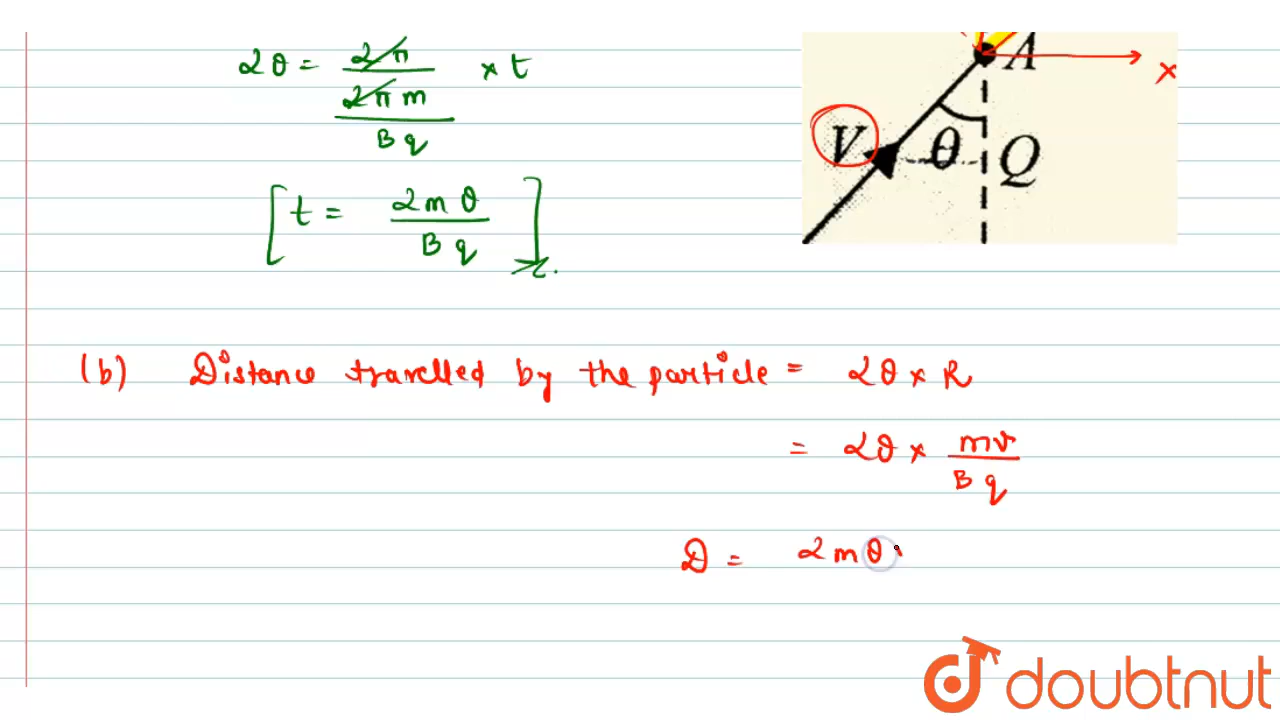 2θ = 2π / (2πm / Bq) × t
[ t = 2mθ / Bq ]
A
x
V
θ
Q
(b) Distance travelled by the particle = 2θ × R
= 2θ × mv / Bq
D = 2mθ
doubtnut